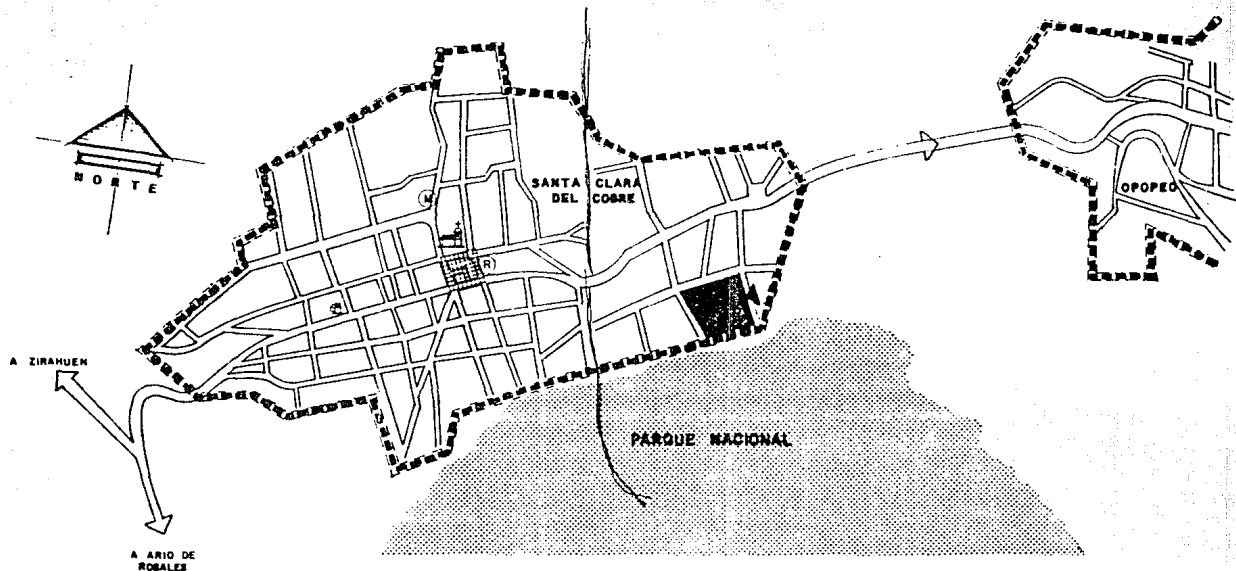 NORTE
SANTA CLARA
DEL COBRE
M
R
OPOPEO
A ZIRAHUEN
PARQUE NACIONAL
A ARIO DE
ROSALES